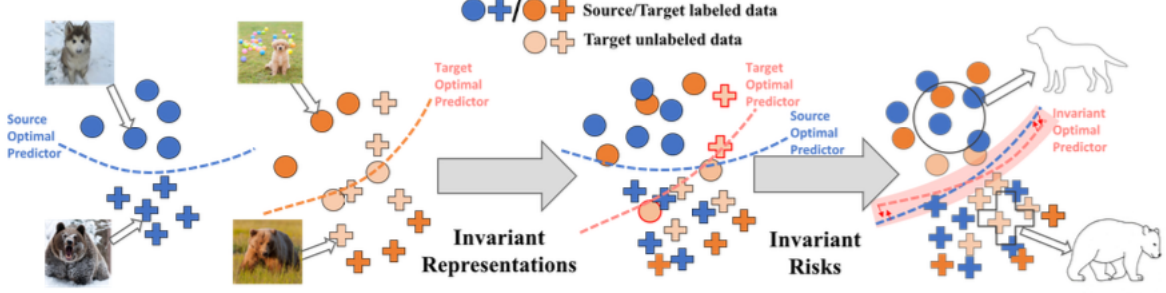 /
Source/Target labeled data
Target unlabeled data
Source
Optimal
Predictor
Target
Optimal
Predictor
Invariant
Representations
Target
Optimal
Predictor
Source
Optimal
Predictor
Invariant
Risks
Invariant
Optimal
Predictor